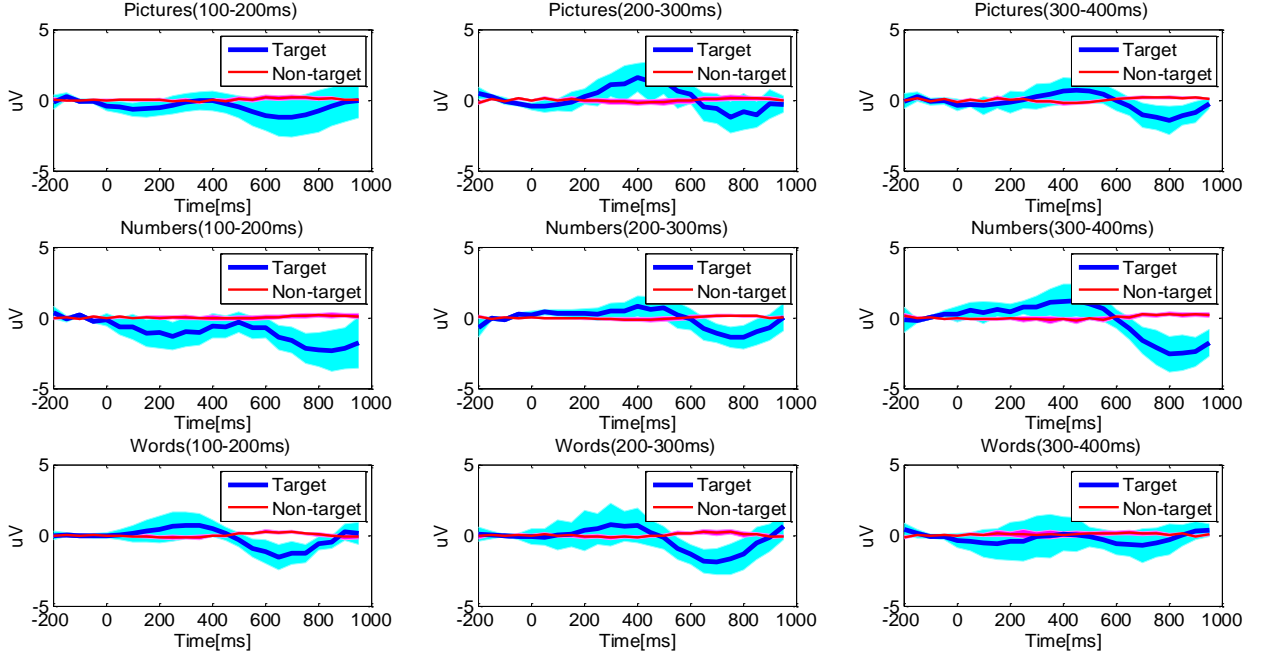 Pictures(100-200ms)
5
0
-5
uV
Target
Non-target
-200 0 200 400 600 800 1000
Time[ms]
Pictures(200-300ms)
5
0
-5
uV
Target
Non-target
-200 0 200 400 600 800 1000
Time[ms]
Pictures(300-400ms)
5
0
-5
uV
Target
Non-target
-200 0 200 400 600 800 1000
Time[ms]
Numbers(100-200ms)
5
0
-5
uV
Target
Non-target
-200 0 200 400 600 800 1000
Time[ms]
Numbers(200-300ms)
5
0
-5
uV
Target
Non-target
-200 0 200 400 600 800 1000
Time[ms]
Numbers(300-400ms)
5
0
-5
uV
Target
Non-target
-200 0 200 400 600 800 1000
Time[ms]
Words(100-200ms)
5
0
-5
uV
Target
Non-target
-200 0 200 400 600 800 1000
Time[ms]
Words(200-300ms)
5
0
-5
uV
Target
Non-target
-200 0 200 400 600 800 1000
Time[ms]
Words(300-400ms)
5
0
-5
uV
Target
Non-target
-200 0 200 400 600 800 1000
Time[ms]